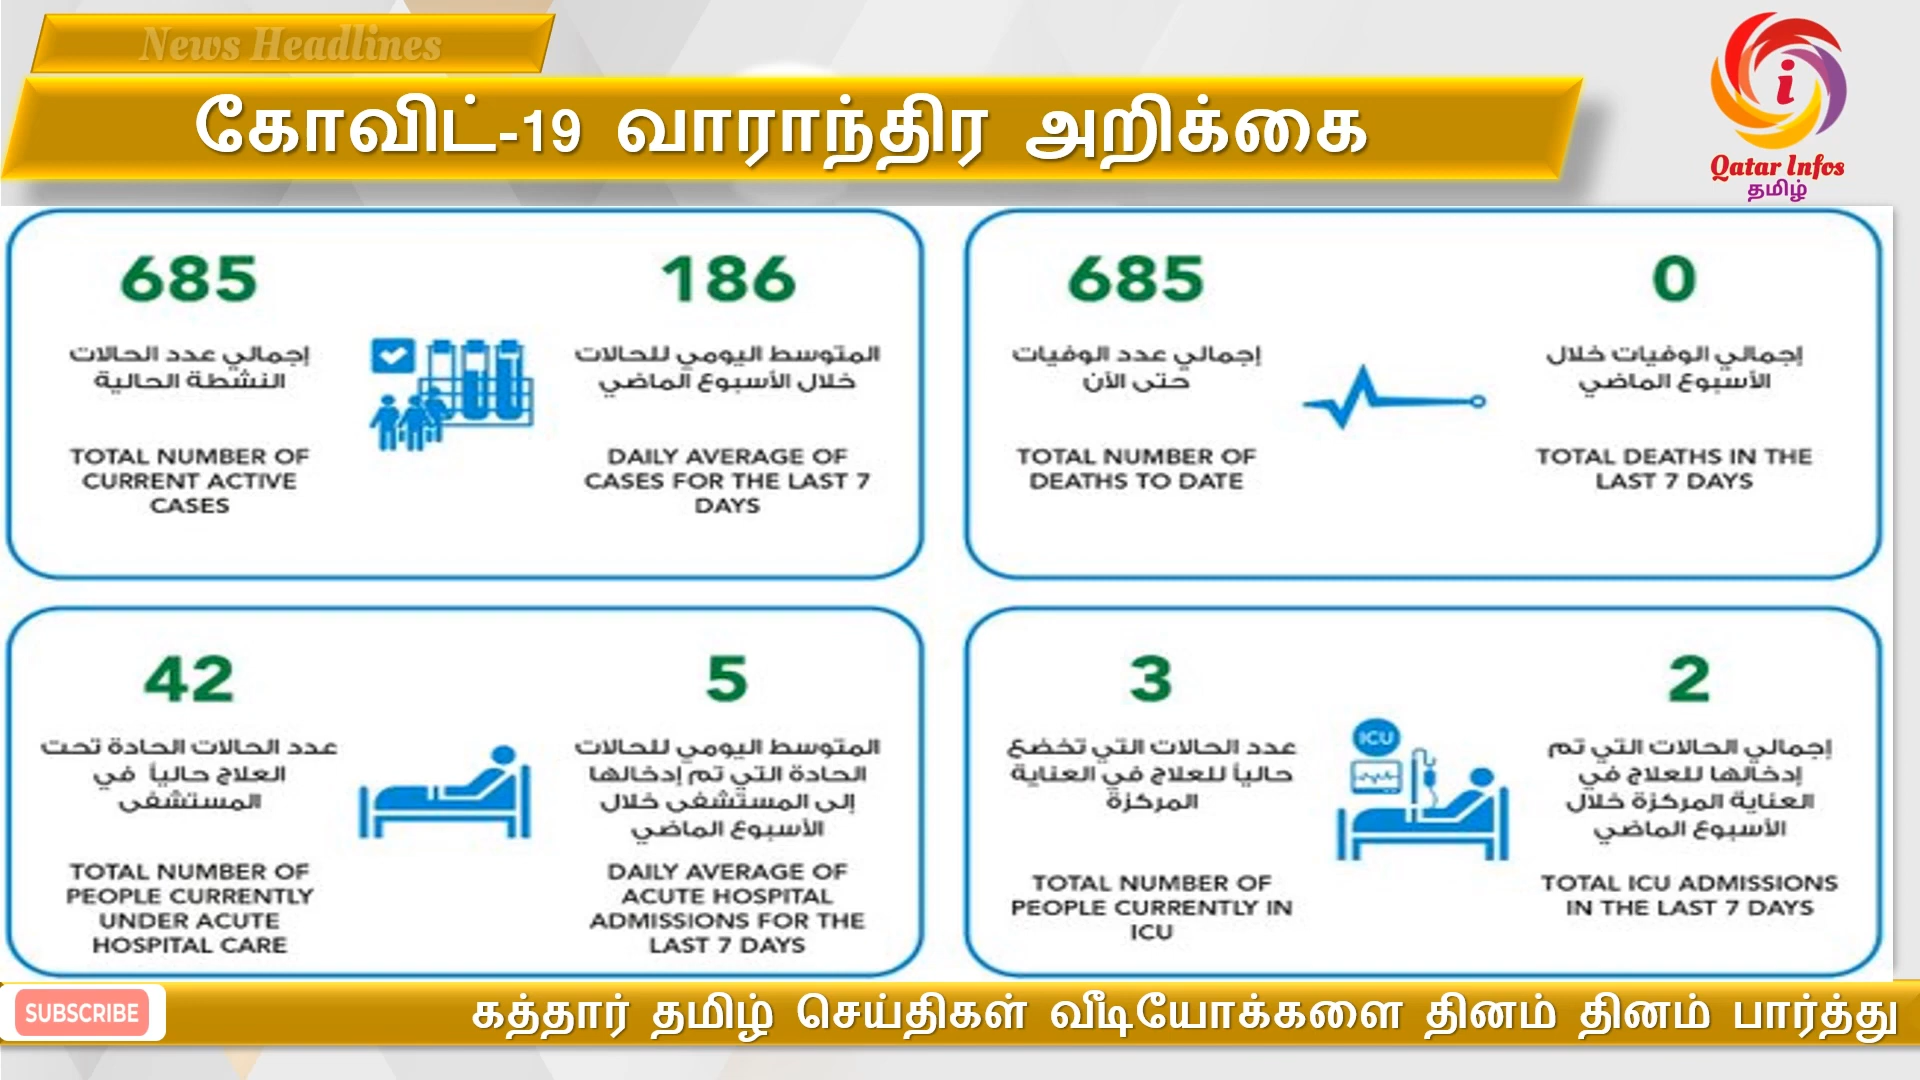 News Headlines
கோவிட்-19 வாராந்திர அறிக்கை
i
Qatar Infos
தமிழ்
685
إجمالي عدد الحالات
النشطة الحالية
TOTAL NUMBER OF
CURRENT ACTIVE
CASES
186
المتوسط اليومي للحالات
خلال الأسبوع الماضي
DAILY AVERAGE OF
CASES FOR THE LAST 7
DAYS
685
إجمالي عدد الوفيات
حتى الآن
TOTAL NUMBER OF
DEATHS TO DATE
0
إجمالي الوفيات خلال
الأسبوع الماضي
TOTAL DEATHS IN THE
LAST 7 DAYS
42
عدد الحالات الحادة تحت
العلاج حالياً في
المستشفى
TOTAL NUMBER OF
PEOPLE CURRENTLY
UNDER ACUTE
HOSPITAL CARE
5
المتوسط اليومي للحالات
الحادة التي تم إدخالها
إلى المستشفى خلال
الأسبوع الماضي
DAILY AVERAGE OF
ACUTE HOSPITAL
ADMISSIONS FOR THE
LAST 7 DAYS
3
عدد الحالات التي تخضع
حالياً للعلاج في العناية
المركزة
TOTAL NUMBER OF
PEOPLE CURRENTLY IN
ICU
ICU
2
إجمالي الحالات التي تم
إدخالها للعلاج في
العناية المركزة خلال
الأسبوع الماضي
TOTAL ICU ADMISSIONS
IN THE LAST 7 DAYS
SUBSCRIBE
கத்தார் தமிழ் செய்திகள் வீடியோக்களை தினம் தினம் பார்த்து